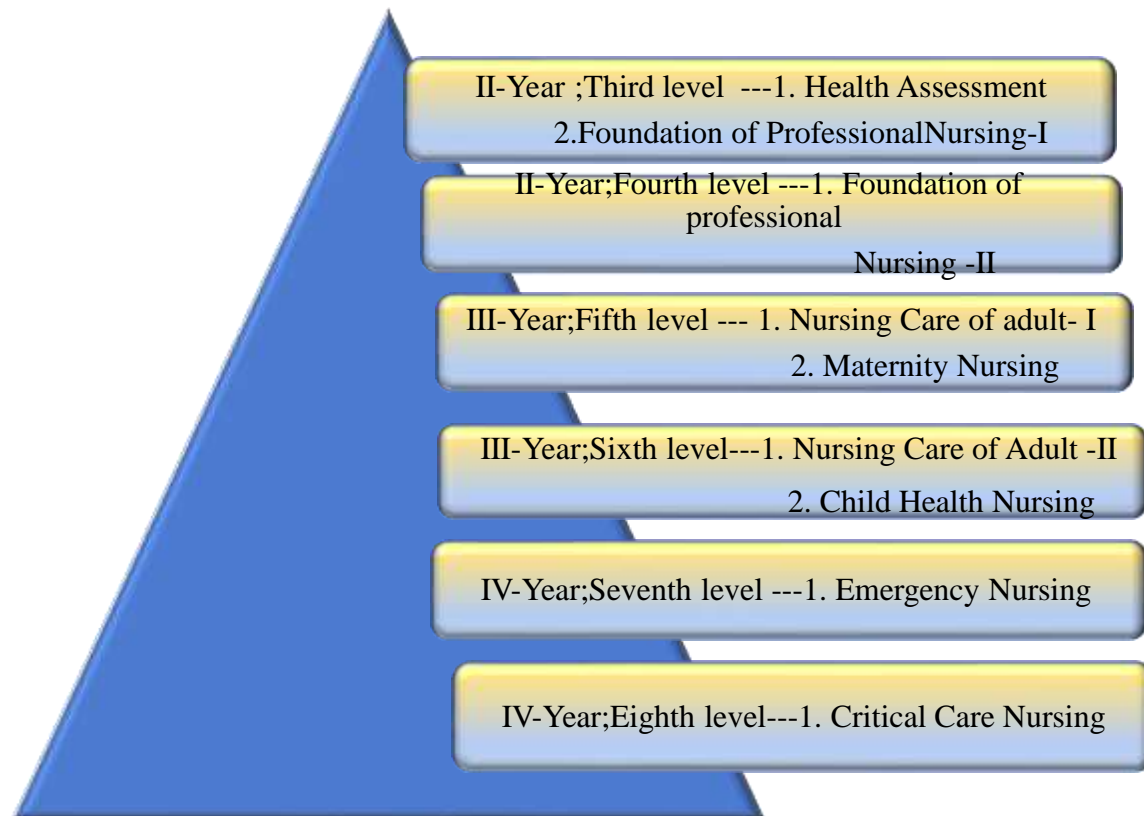 II-Year ;Third level ---1. Health Assessment
2.Foundation of ProfessionalNursing-I
II-Year;Fourth level ---1. Foundation of
professional
Nursing -II
III-Year;Fifth level --- 1. Nursing Care of adult- I
2. Maternity Nursing
III-Year;Sixth level---1. Nursing Care of Adult -II
2. Child Health Nursing
IV-Year;Seventh level ---1. Emergency Nursing
IV-Year;Eighth level---1. Critical Care Nursing